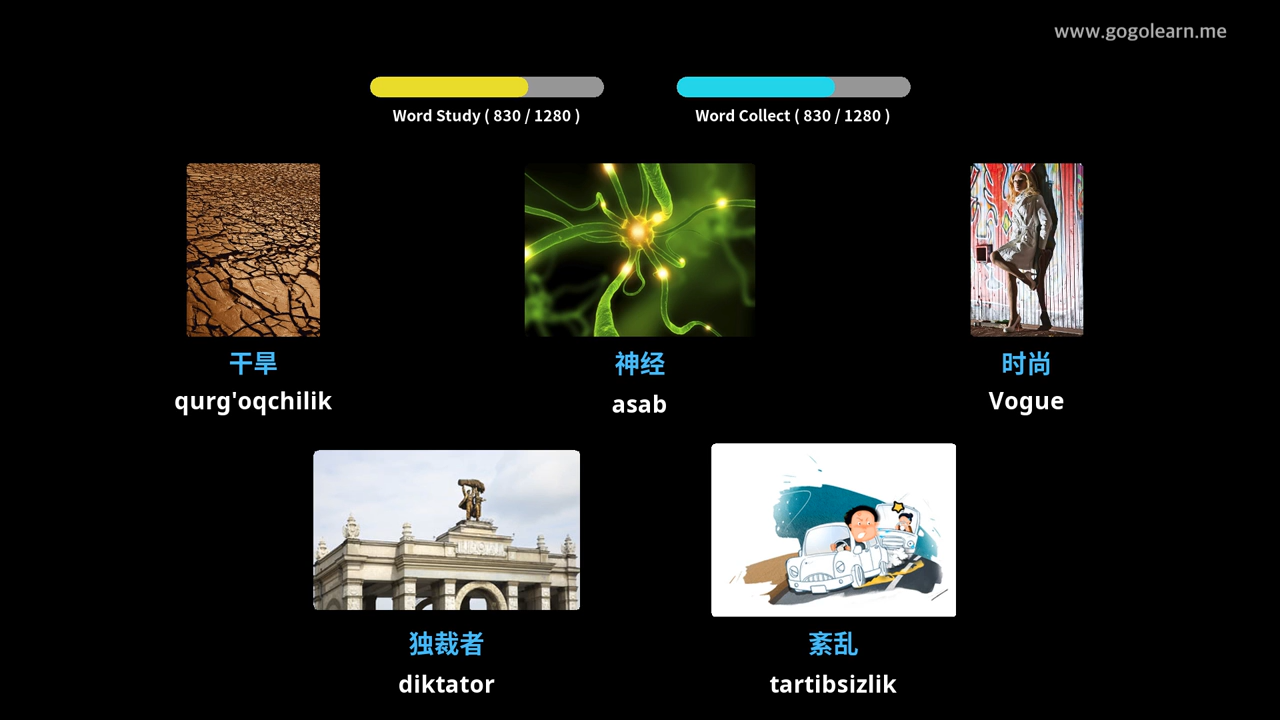 www.gogolearn.me
Word Study ( 830 / 1280 )
Word Collect ( 830 / 1280 )
干旱
神经
时尚
qurg'oqchilik
asab
Vogue
独裁者
紊乱
diktator
tartibsizlik